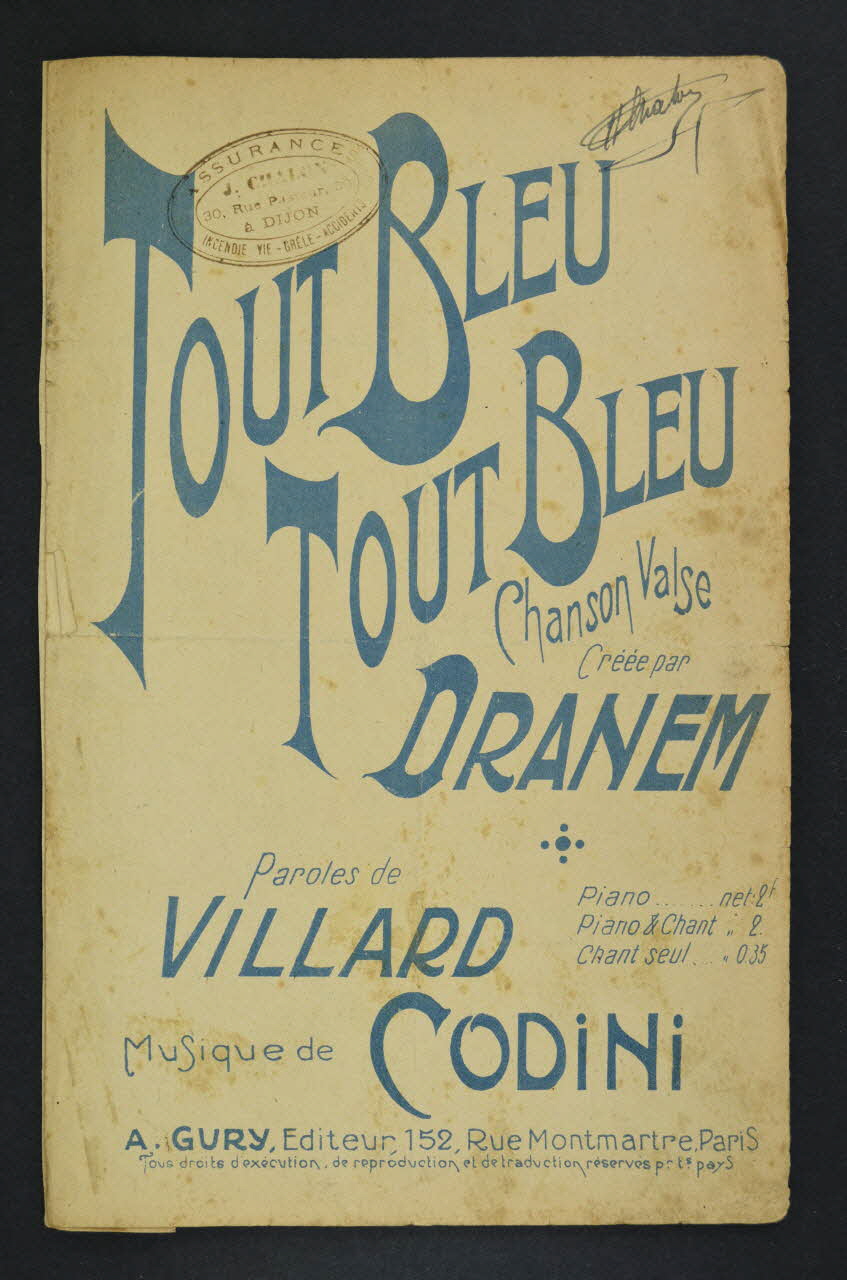 ASSURANCES
J.
30, Rue
à DIJON
INCENDIE VIE - GRÊLE - ACCIDENTS
TOUT BLEU
TOUT BLEU
Chanson Valse
Créée par
DRANEM
Paroles de
VILLARD
Piano ........ net: 2f
Piano & Chant " 2.
Chant seul ... " 0.35
Musique de CODINI
A. GURY, Editeur, 152, Rue Montmartre, Paris
Tous droits d'exécution, de reproduction et de traduction réservés pr ts pays